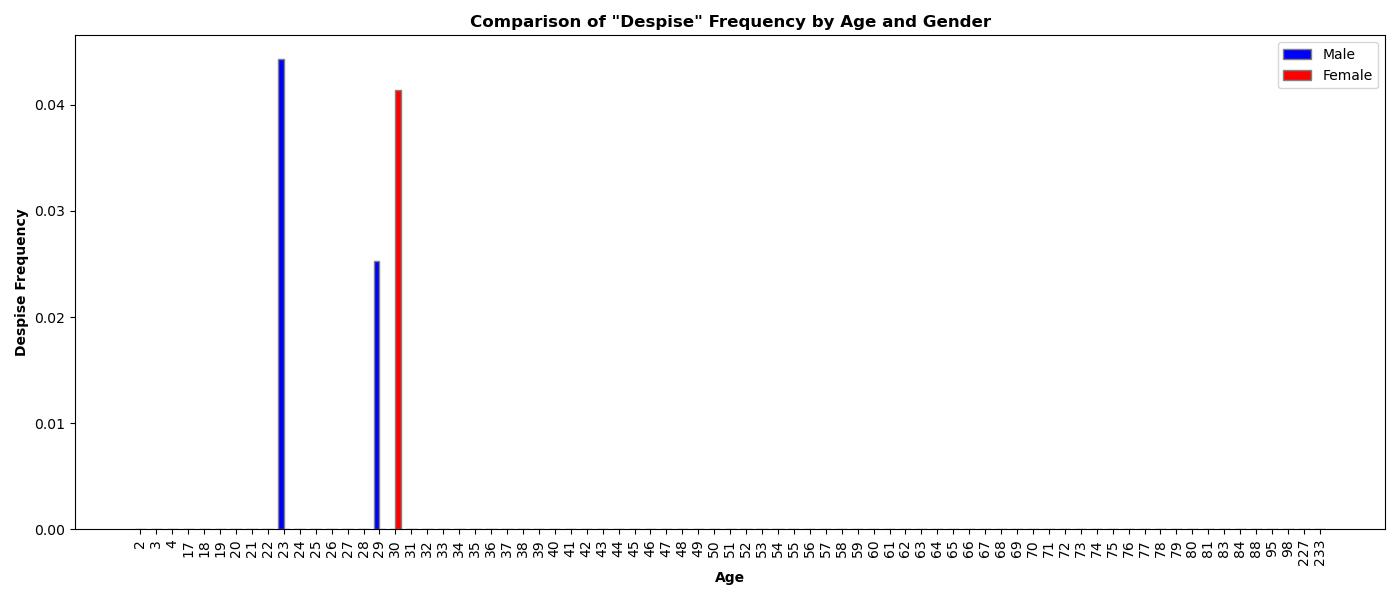 Comparison of "Despise" Frequency by Age and Gender
Male
Female
Despise Frequency
0.04
0.03
0.02
0.01
0.00
2 3 4 17 18 19 20 21 22 23 24 25 26 27 28 29 30 31 32 33 34 35 36 37 38 39 40 41 42 43 44 45 46 47 48 49 50 51 52 53 54 55 56 57 58 59 60 61 62 63 64 65 66 67 68 69 70 71 72 73 74 75 76 77 78 79 80 81 83 84 88 95 98 227 233
Age